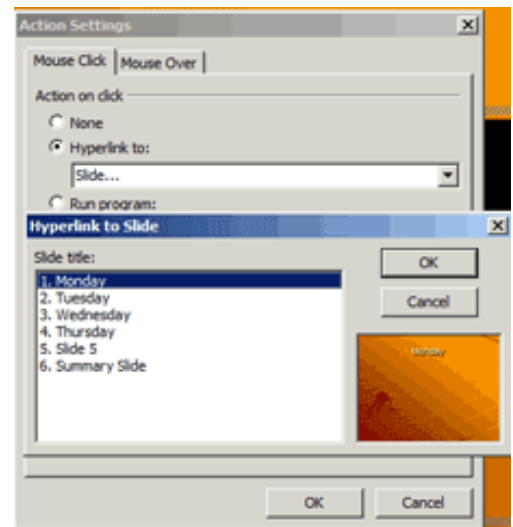 Action Settings
Mouse Click Mouse Over
Action on click
None
Hyperlink to:
Slide...
Run program:
Hyperlink to Slide
Slide title:
1. Monday
2. Tuesday
3. Wednesday
4. Thursday
5. Slide 5
6. Summary Slide
OK
Cancel
Monday
OK Cancel